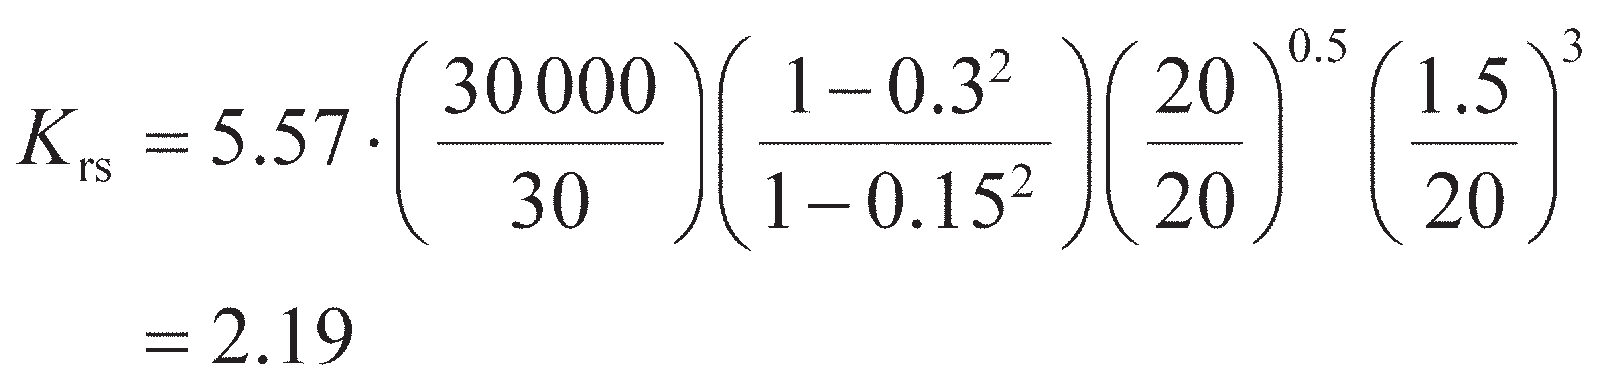 K_rs = 5.57 · (30 000 / 30) (1 − 0.3² / 1 − 0.15²) (20 / 20)^0.5 (1.5 / 20)³
= 2.19